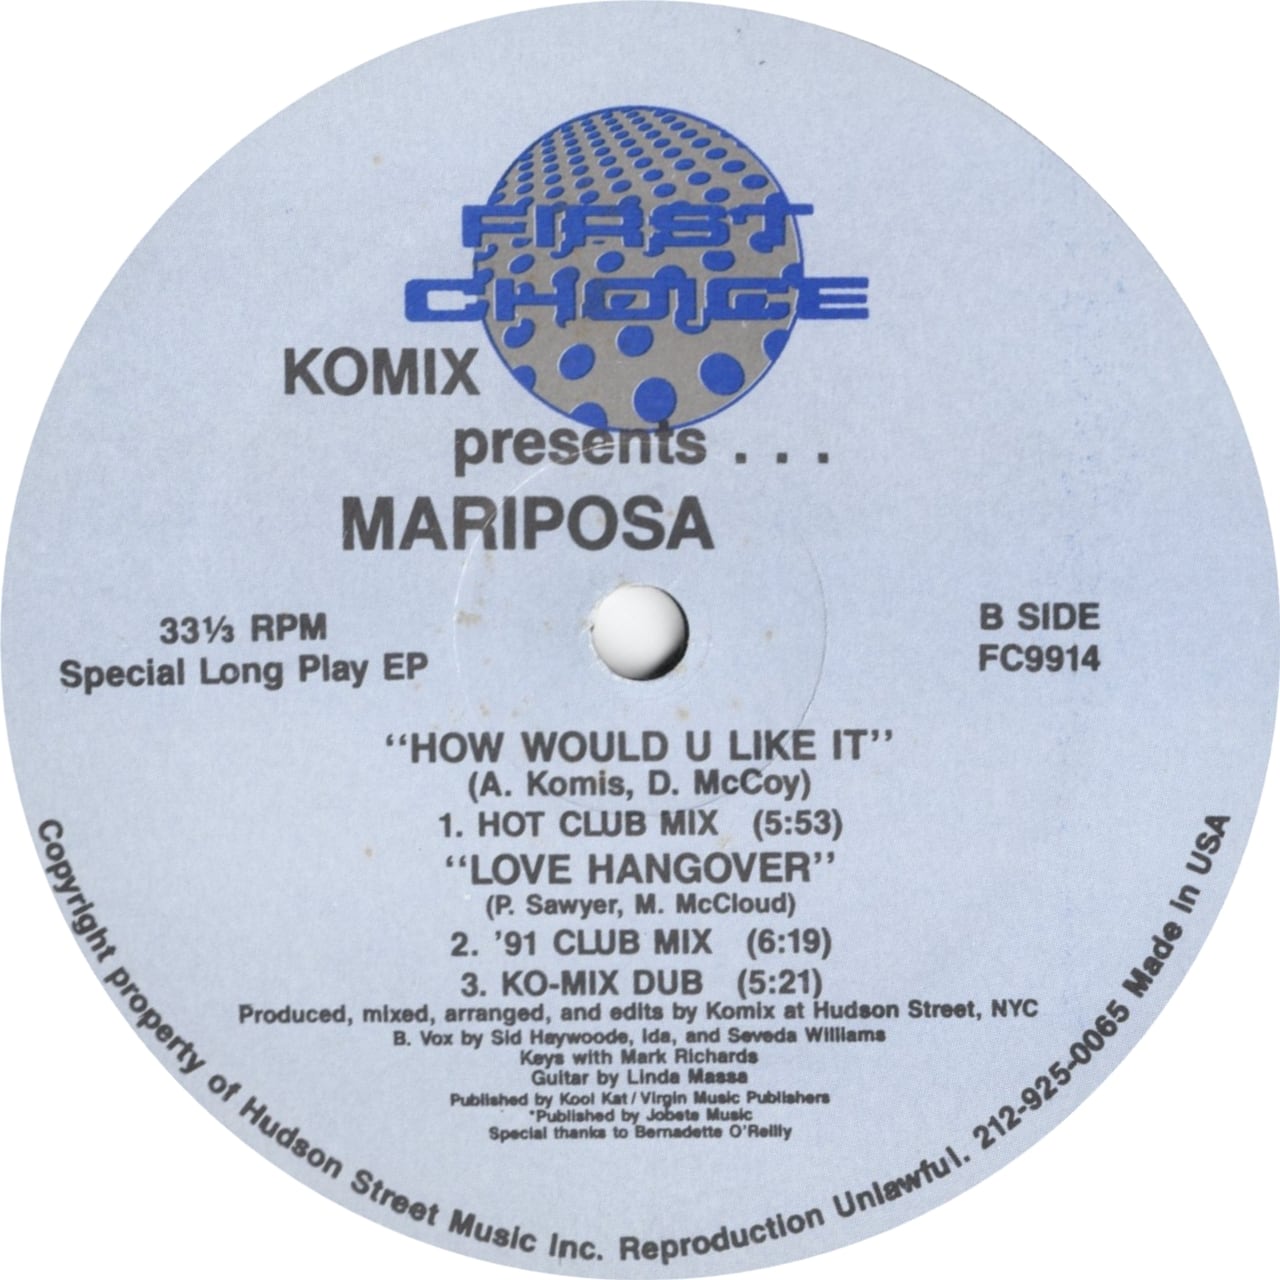 FIRST
CHOICE
KOMIX
presents . . .
MARIPOSA
33⅓ RPM
Special Long Play EP
B SIDE
FC9914
“HOW WOULD U LIKE IT”
(A. Komis, D. McCoy)
1. HOT CLUB MIX (5:53)
“LOVE HANGOVER”
(P. Sawyer, M. McCloud)
2. ’91 CLUB MIX (6:19)
3. KO-MIX DUB (5:21)
Produced, mixed, arranged, and edits by Komix at Hudson Street, NYC
B. Vox by Sid Haywoode, Ida, and Seveda Williams
Keys with Mark Richards
Guitar by Linda Massa
Published by Kool Kat / Virgin Music Publishers
*Published by Jobete Music
Special thanks to Bernadette O’Reilly
Copyright property of Hudson Street Music Inc. Reproduction Unlawful. 212-925-0065 Made in USA